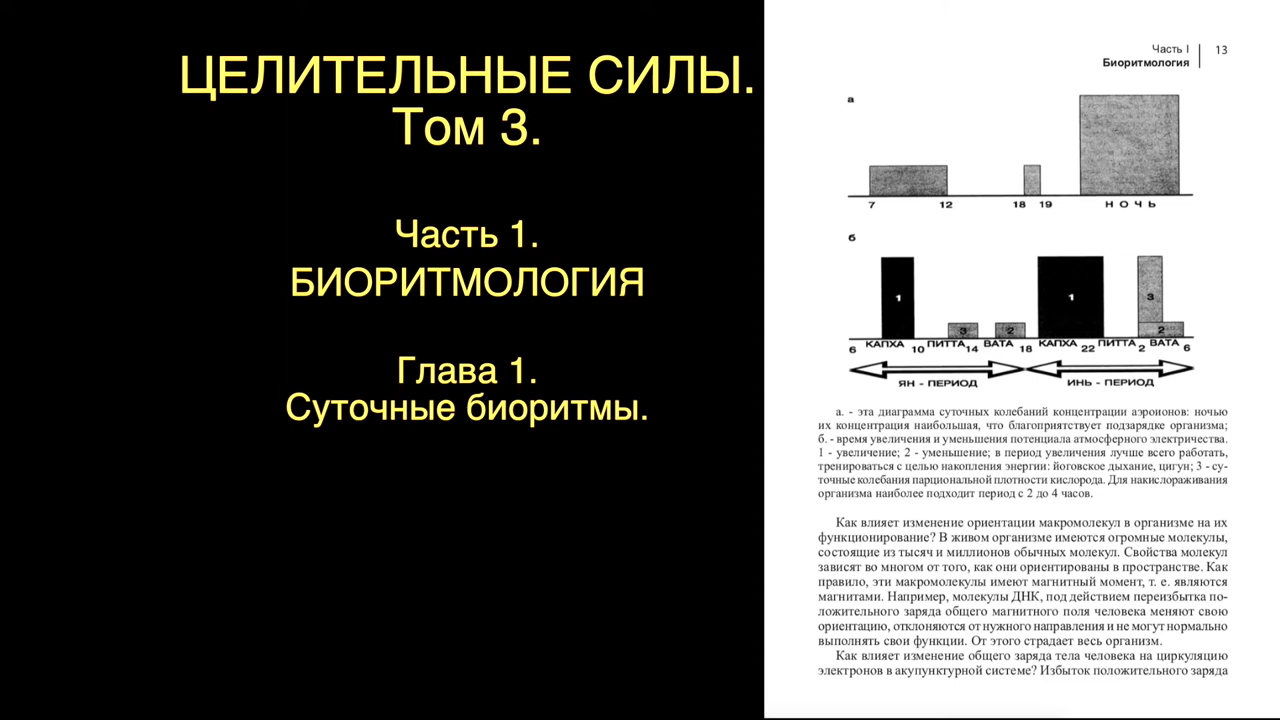 ЦЕЛИТЕЛЬНЫЕ СИЛЫ.
Том 3.
Часть 1.
БИОРИТМОЛОГИЯ
Глава 1.
Суточные биоритмы.
Часть I 13
Биоритмология
а
7 12 18 19 НОЧЬ
б
1 3 2 1 3 2
6 КАПХА 10 ПИТТА 14 ВАТА 18 КАПХА 22 ПИТТА 2 ВАТА 6
ЯН - ПЕРИОД ИНЬ - ПЕРИОД
а. - эта диаграмма суточных колебаний концентрации аэроионов: ночью
их концентрация наибольшая, что благоприятствует подзарядке организма;
б. - время увеличения и уменьшения потенциала атмосферного электричества.
1 - увеличение; 2 - уменьшение; в период увеличения лучше всего работать,
тренироваться с целью накопления энергии: йоговское дыхание, цигун; 3 - су-
точные колебания парциональной плотности кислорода. Для накислораживания
организма наиболее подходит период с 2 до 4 часов.
Как влияет изменение ориентации макромолекул в организме на их
функционирование? В живом организме имеются огромные молекулы,
состоящие из тысяч и миллионов обычных молекул. Свойства молекул
зависят во многом от того, как они ориентированы в пространстве. Как
правило, эти макромолекулы имеют магнитный момент, т. е. являются
магнитами. Например, молекулы ДНК, под действием переизбытка по-
ложительного заряда общего магнитного поля человека меняют свою
ориентацию, отклоняются от нужного направления и не могут нормально
выполнять свои функции. От этого страдает весь организм.
Как влияет изменение общего заряда тела человека на циркуляцию
электронов в акупунктурной системе? Избыток положительного заряда